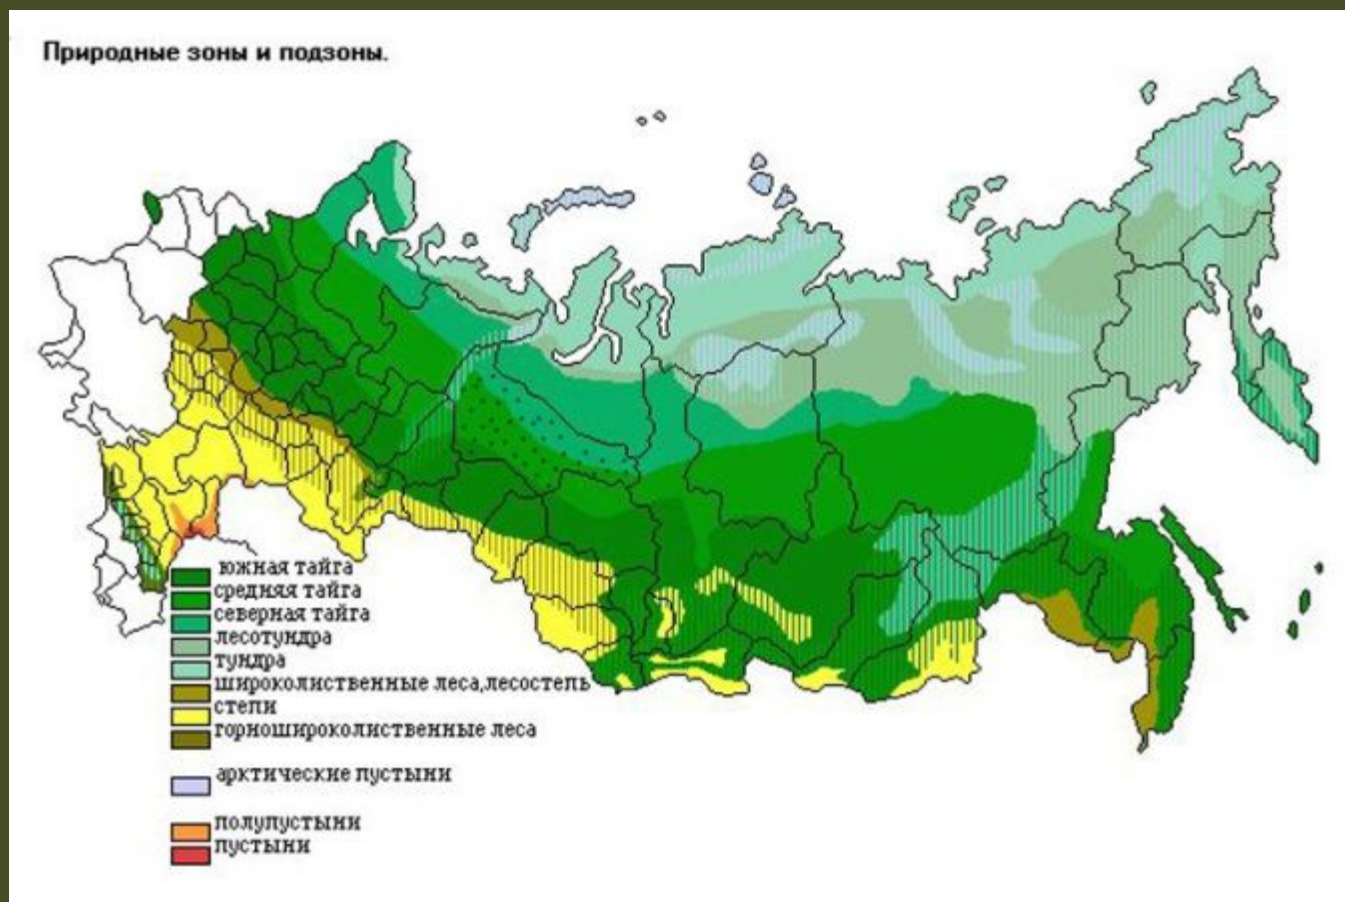 Природные зоны и подзоны.
южная тайга
средняя тайга
северная тайга
лесотундра
тундра
широколиственные леса,лесостепь
степи
горношироколиственные леса
арктические пустыни
полупустыни
пустыни